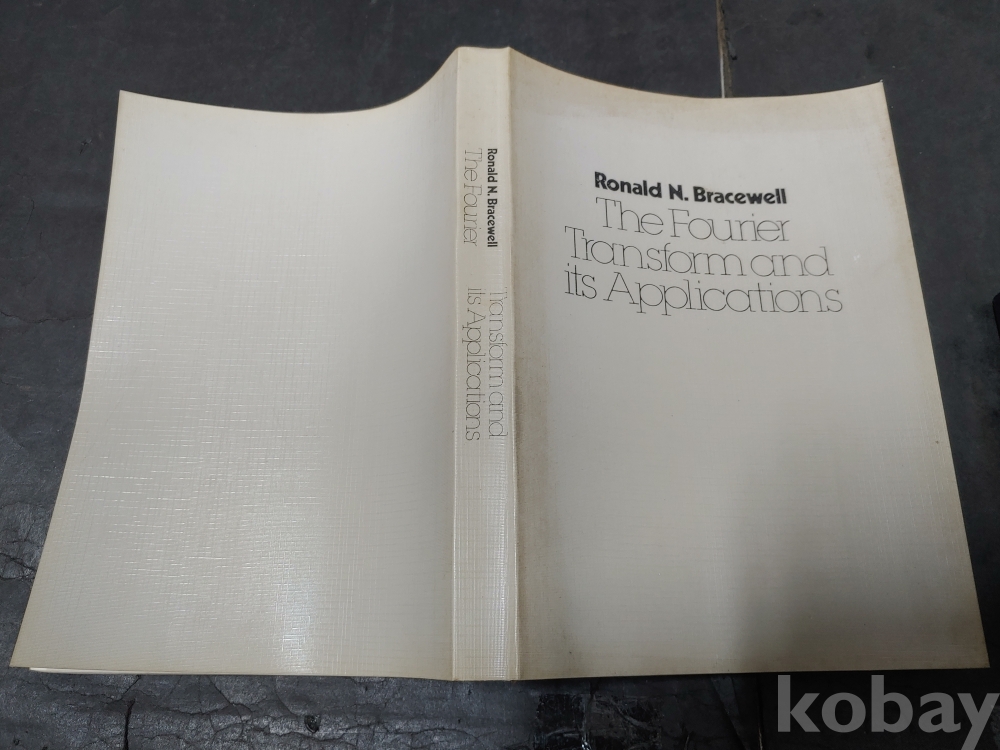 Ronald N. Bracewell
The Fourier
Transform and
its Applications
Ronald N. Bracewell
The Fourier
Transform and
its Applications
kobay